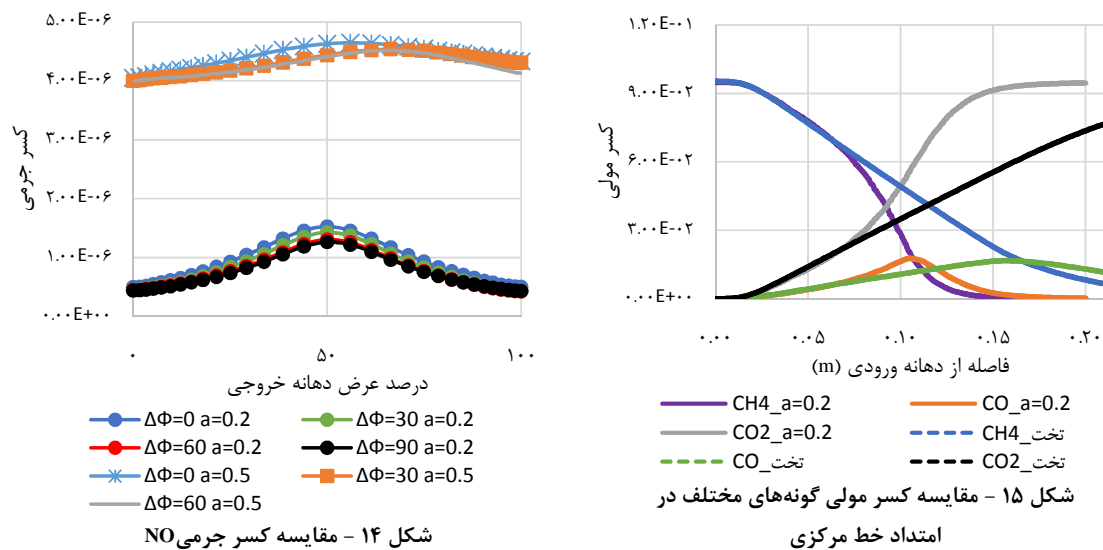 ۵.۰۰E-۰۶
۴.۰۰E-۰۶
۳.۰۰E-۰۶
۲.۰۰E-۰۶
۱.۰۰E-۰۶
۰.۰۰E+۰۰
کسر جرمی
۰ ۵۰ ۱۰۰
درصد عرض دهانه خروجی
ΔΦ=0 a=0.2 ΔΦ=30 a=0.2
ΔΦ=60 a=0.2 ΔΦ=90 a=0.2
ΔΦ=0 a=0.5 ΔΦ=30 a=0.5
ΔΦ=60 a=0.5
شکل ۱۴ - مقایسه کسر جرمیNO
۱.۲۰E-۰۱
۹.۰۰E-۰۲
۶.۰۰E-۰۲
۳.۰۰E-۰۲
۰.۰۰E+۰۰
کسر مولی
۰.۰۰ ۰.۰۵ ۰.۱۰ ۰.۱۵ ۰.۲۰
فاصله از دهانه ورودی (m)
CH4_a=0.2 CO_a=0.2
CO2_a=0.2 CH4_تخت
CO_تخت CO2_تخت
شکل ۱۵ - مقایسه کسر مولی گونه‌های مختلف در
امتداد خط مرکزی